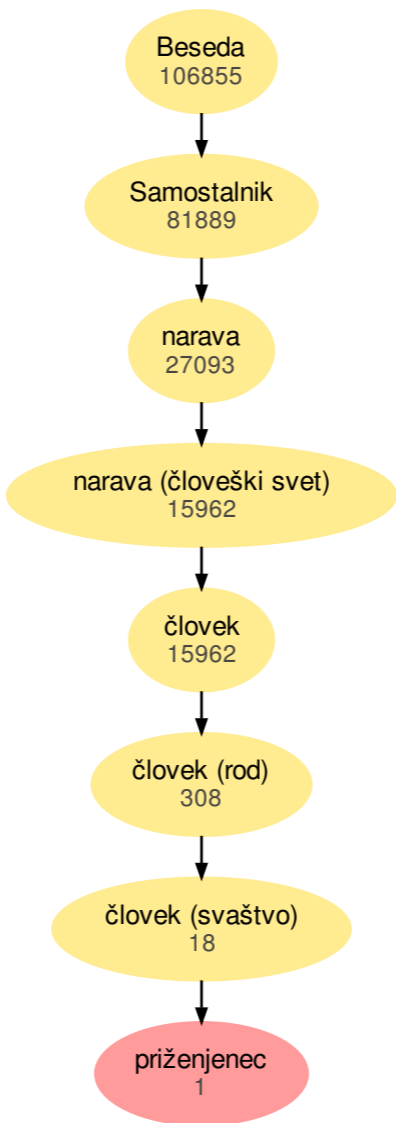 Beseda
106855
Samostalnik
81889
narava
27093
narava (človeški svet)
15962
človek
15962
človek (rod)
308
človek (svaštvo)
18
priženjenec
1